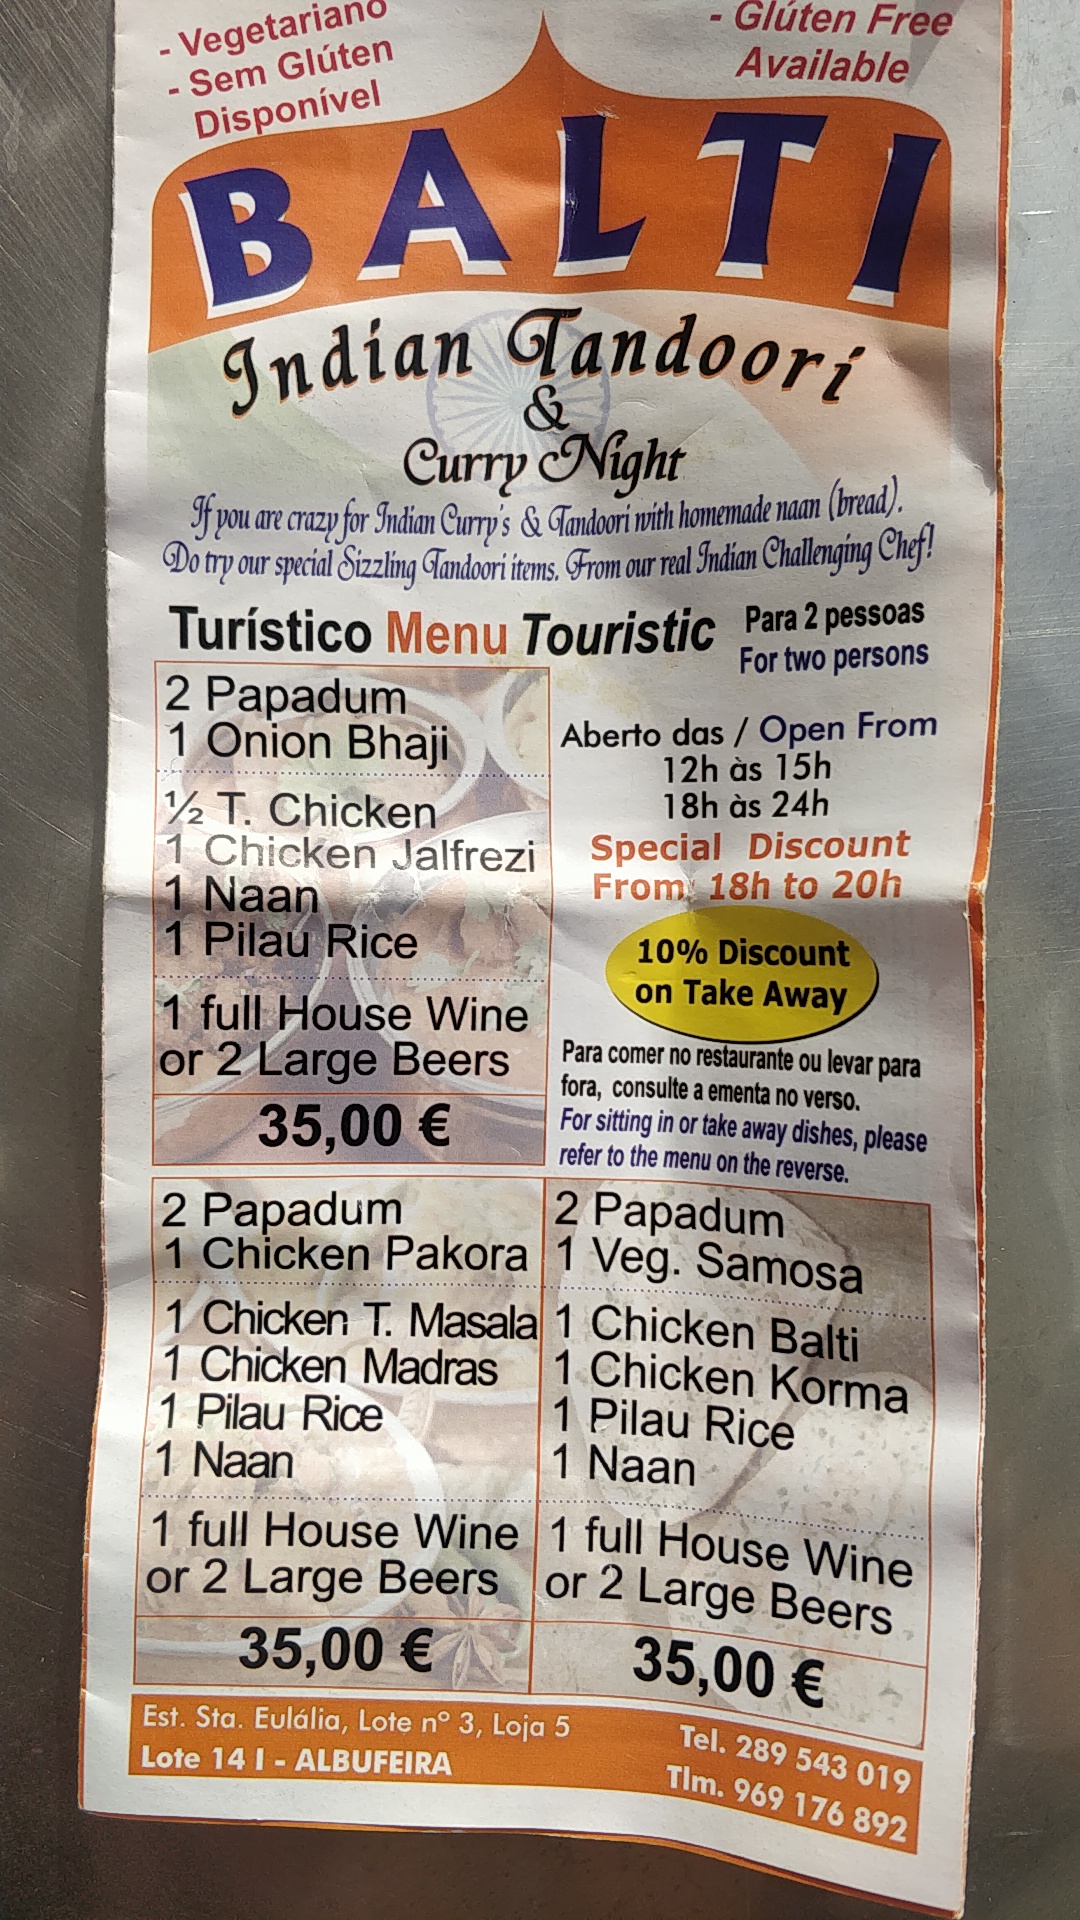 - Vegetariano
- Sem Glúten
Disponível
- Glúten Free
Available
BALTI
Indian Tandoori
&
Curry Night
If you are crazy for Indian Curry's & Tandoori with homemade naan (bread).
Do try our special Sizzling Tandoori items. From our real Indian Challenging Chef!
Turístico Menu Touristic
Para 2 pessoas
For two persons
2 Papadum
1 Onion Bhaji
½ T. Chicken
1 Chicken Jalfrezi
1 Naan
1 Pilau Rice
1 full House Wine
or 2 Large Beers
35,00 €
Aberto das / Open From
12h às 15h
18h às 24h
Special Discount
From: 18h to 20h
10% Discount
on Take Away
Para comer no restaurante ou levar para
fora, consulte a ementa no verso.
For sitting in or take away dishes, please
refer to the menu on the reverse.
2 Papadum
1 Chicken Pakora
1 Chicken T. Masala
1 Chicken Madras
1 Pilau Rice
1 Naan
1 full House Wine
or 2 Large Beers
35,00 €
2 Papadum
1 Veg. Samosa
1 Chicken Balti
1 Chicken Korma
1 Pilau Rice
1 Naan
1 full House Wine
or 2 Large Beers
35,00 €
Est. Sta. Eulália, Lote nº 3, Loja 5
Lote 14 I - ALBUFEIRA
Tel. 289 543 019
Tlm. 969 176 892